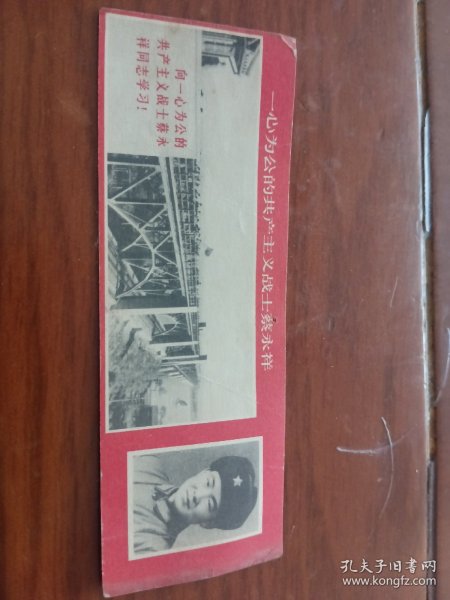 一心为公的共产主义战士蔡永祥
向一心为公的
共产主义战士蔡永
祥同志学习！
孔夫子旧书网
www.kongfz.com